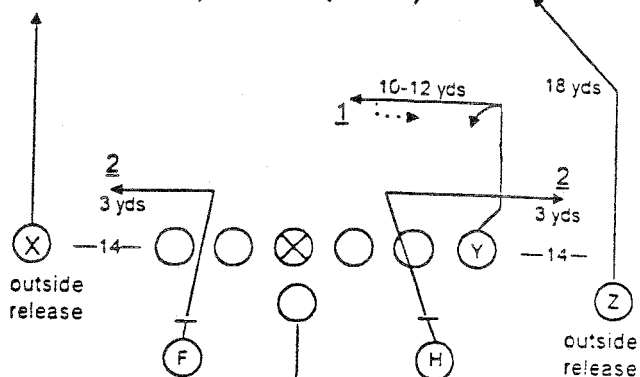 10-12 yds
18 yds
1
2
2
3 yds
3 yds
X
—14—
Y
—14—
outside
release
Z
F
H
outside
release